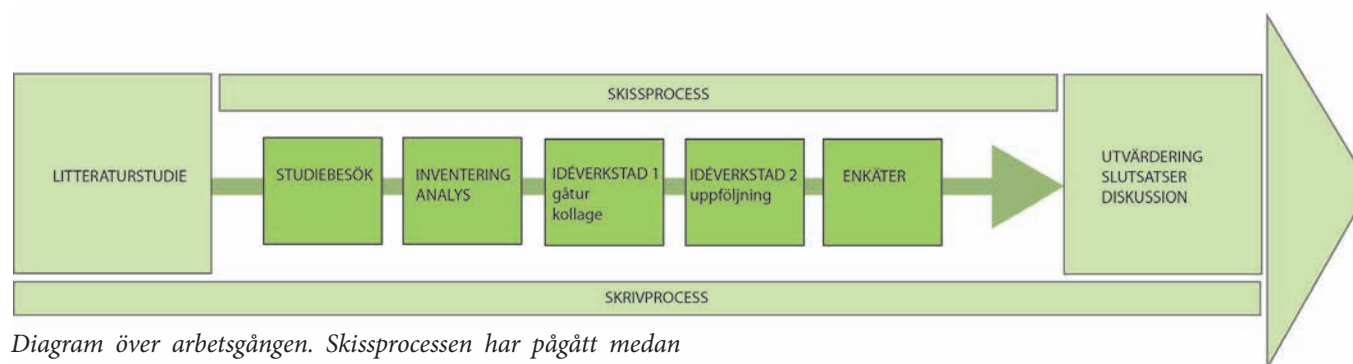 SKISSPROCESS
LITTERATURSTUDIE
STUDIEBESÖK
INVENTERING
ANALYS
IDÉVERKSTAD 1
gåtur
kollage
IDÉVERKSTAD 2
uppföljning
ENKÄTER
UTVÄRDERING
SLUTSATSER
DISKUSSION
SKRIVPROCESS
Diagram över arbetsgången. Skissprocessen har pågått medan